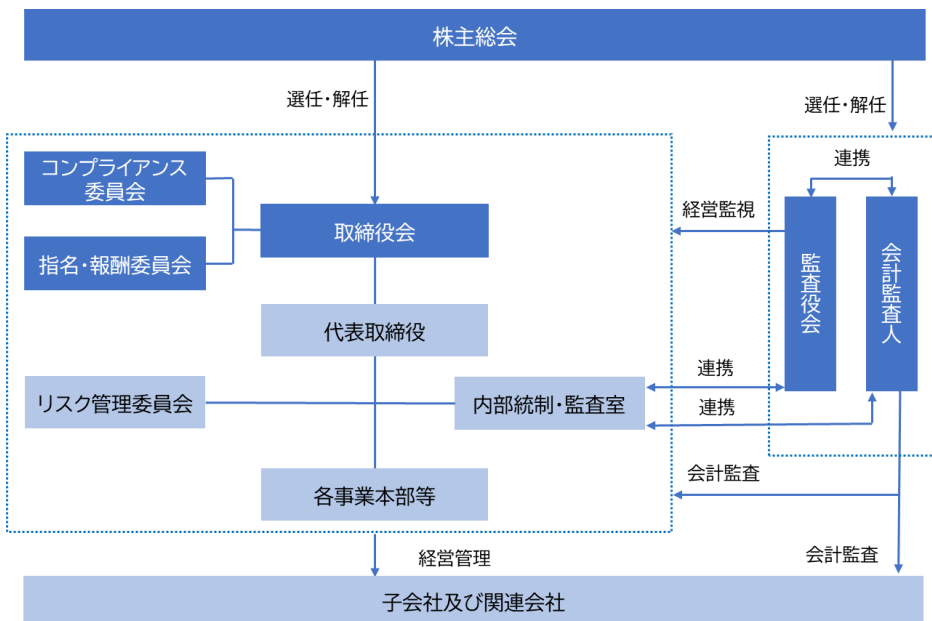 株主総会
選任・解任
選任・解任
コンプライアンス
委員会
指名・報酬委員会
取締役会
代表取締役
リスク管理委員会
内部統制・監査室
各事業本部等
経営監視
連携
監査役会
会計監査人
連携
連携
会計監査
経営管理
会計監査
子会社及び関連会社